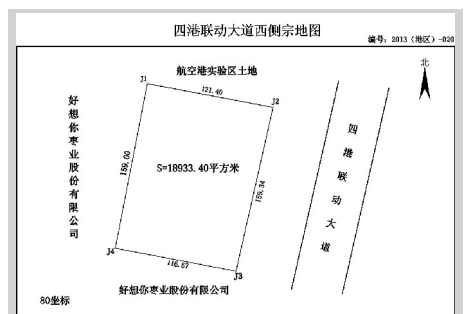 四港联动大道西侧宗地图
编号：2013（港区）-020
北
航空港实验区土地
J1
121.40
J2
好想你枣业股份有限公司
159.00
S=18933.40平方米
159.34
四港联动大道
J4
116.67
J3
好想你枣业股份有限公司
80坐标